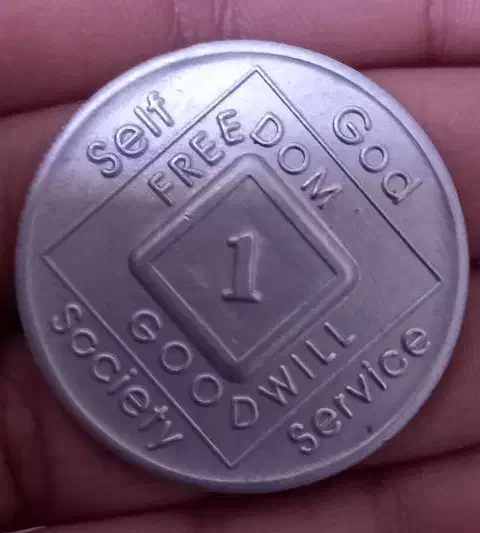 Self
God
FREEDOM
1
GOODWILL
Society
Service